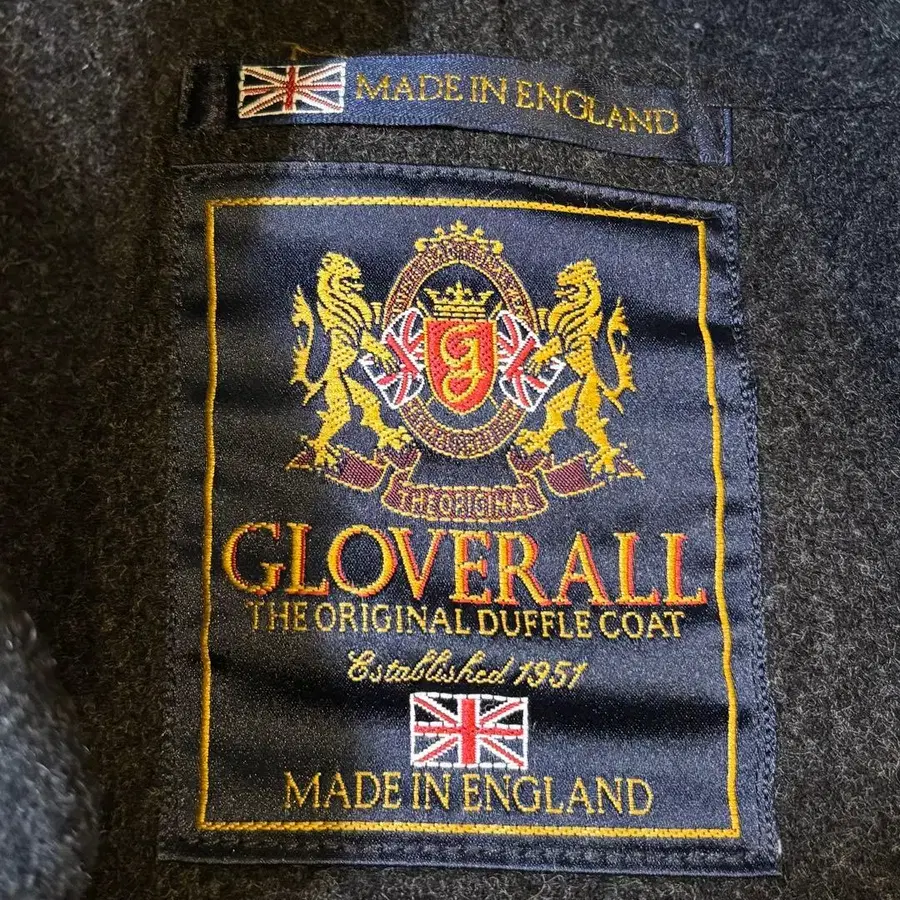 MADE IN ENGLAND
g
THE ORIGINAL
GLOVERALL
THE ORIGINAL DUFFLE COAT
Established 1951
MADE IN ENGLAND